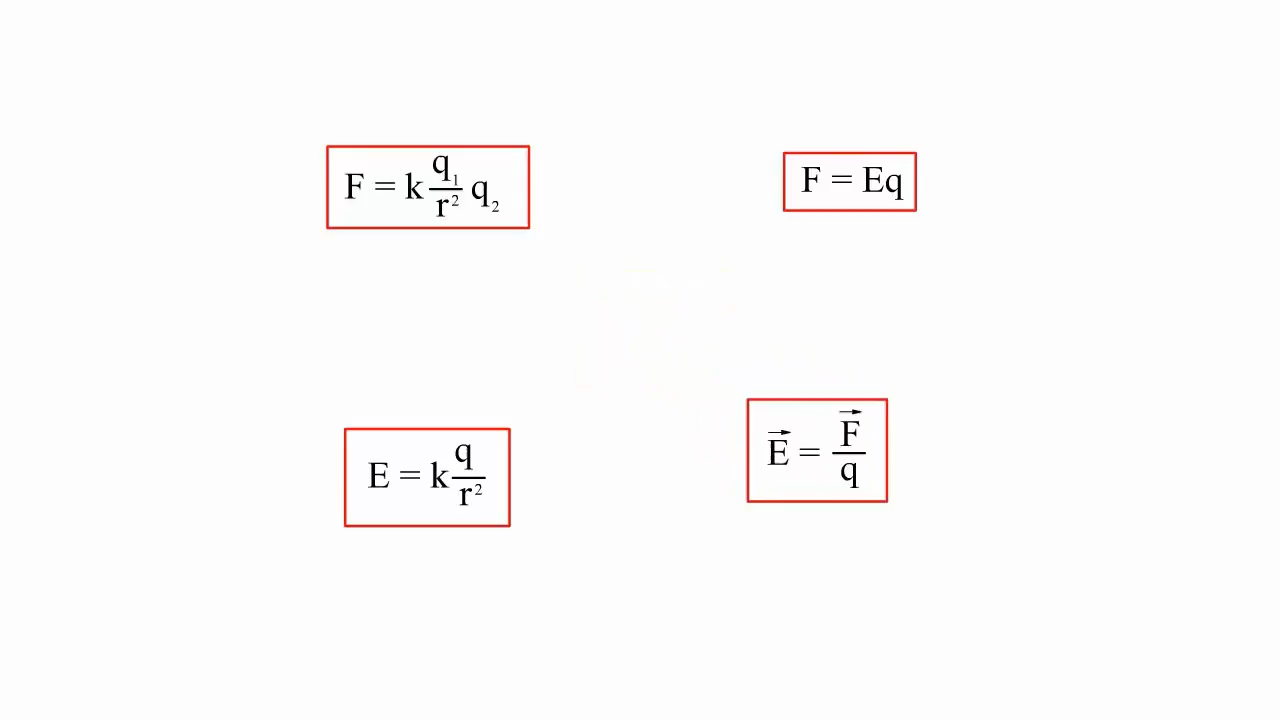 F = k q₁/r² q₂
F = Eq
E = k q/r²
E⃗ = F⃗/q